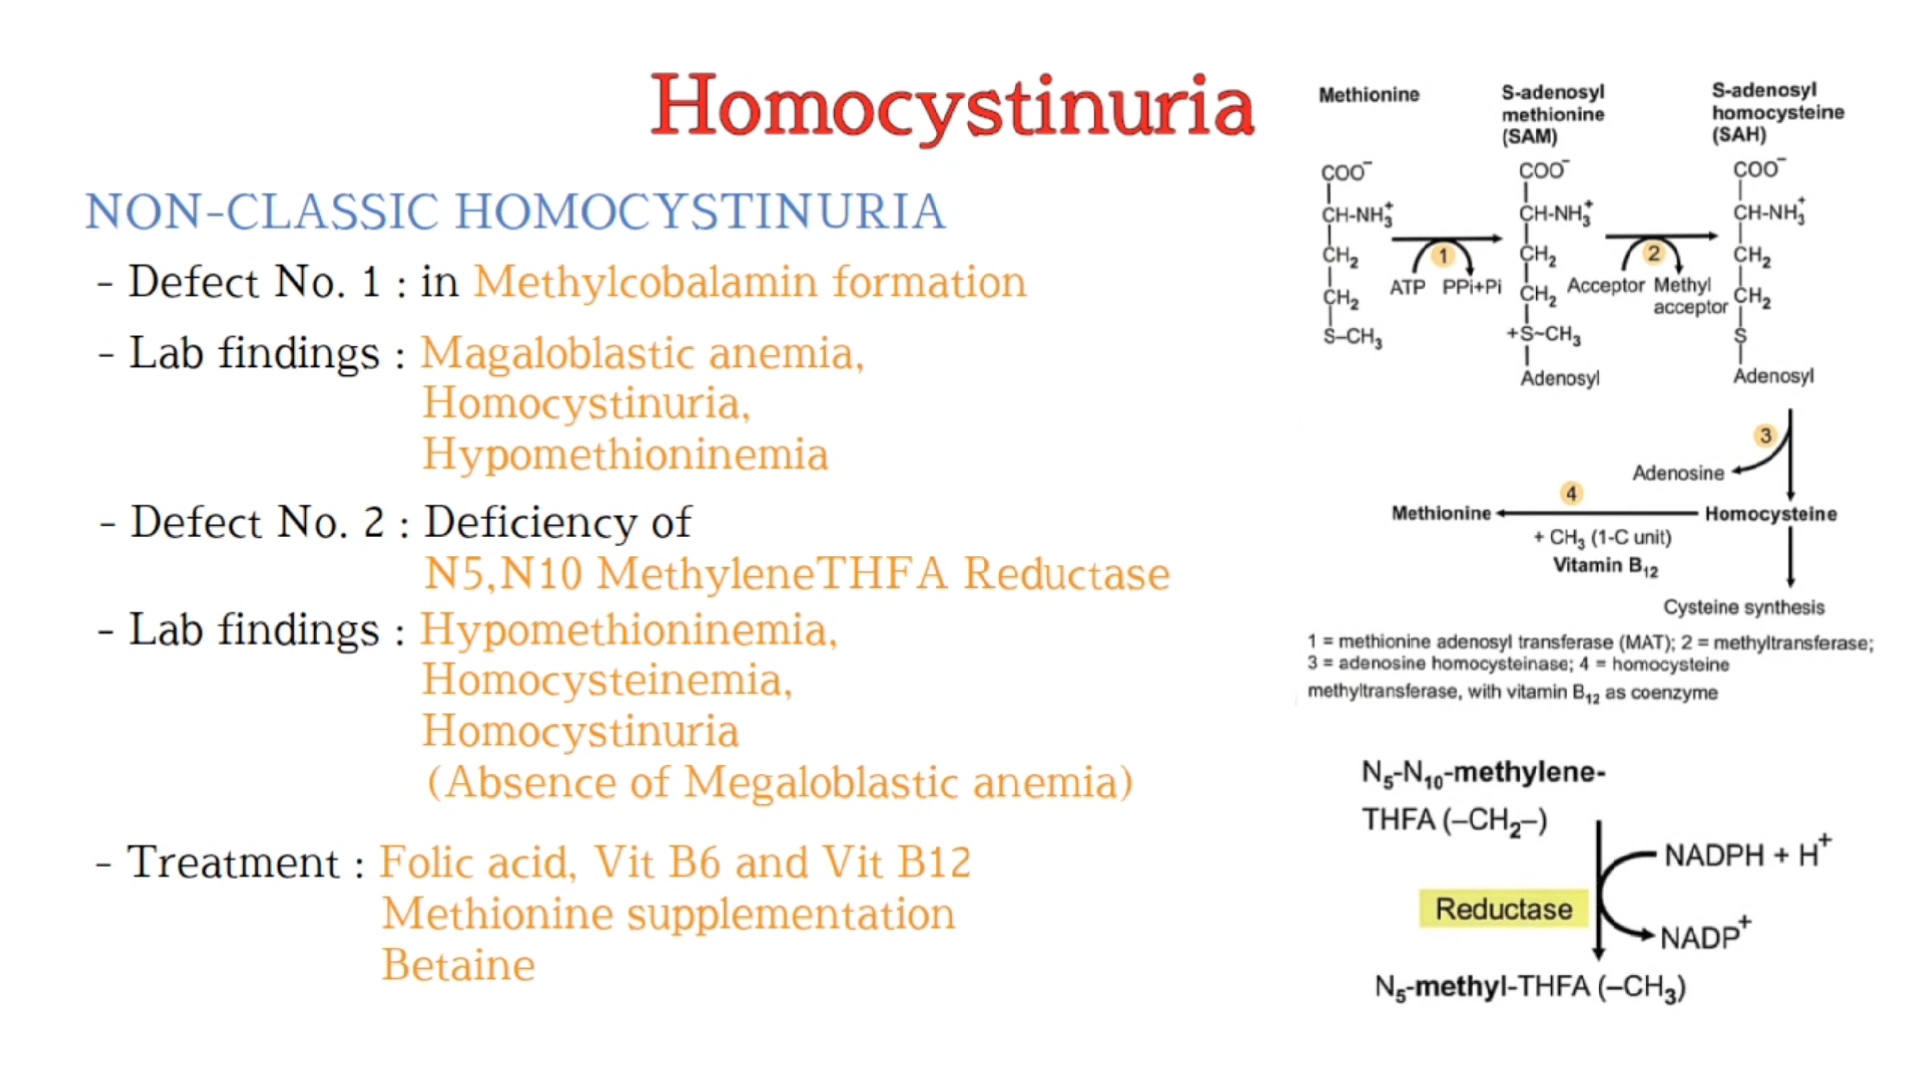 Homocystinuria
NON-CLASSIC HOMOCYSTINURIA
- Defect No. 1 : in Methylcobalamin formation
- Lab findings : Magaloblastic anemia,
Homocystinuria,
Hypomethioninemia
- Defect No. 2 : Deficiency of
N5,N10 MethyleneTHFA Reductase
- Lab findings : Hypomethioninemia,
Homocysteinemia,
Homocystinuria
(Absence of Megaloblastic anemia)
- Treatment : Folic acid, Vit B6 and Vit B12
Methionine supplementation
Betaine
Methionine
S-adenosyl
methionine
(SAM)
S-adenosyl
homocysteine
(SAH)
COO⁻
CH-NH₃⁺
CH₂
CH₂
S–CH₃
1
ATP PPi+Pi
COO⁻
CH-NH₃⁺
CH₂
CH₂
+S~CH₃
Adenosyl
2
Acceptor Methyl
acceptor
COO⁻
CH-NH₃⁺
CH₂
CH₂
S
Adenosyl
3
Adenosine
4
Methionine
Homocysteine
+ CH₃ (1-C unit)
Vitamin B₁₂
Cysteine synthesis
1 = methionine adenosyl transferase (MAT); 2 = methyltransferase;
3 = adenosine homocysteinase; 4 = homocysteine
methyltransferase, with vitamin B₁₂ as coenzyme
N₅-N₁₀-methylene-
THFA (–CH₂–)
NADPH + H⁺
Reductase
NADP⁺
N₅-methyl-THFA (–CH₃)